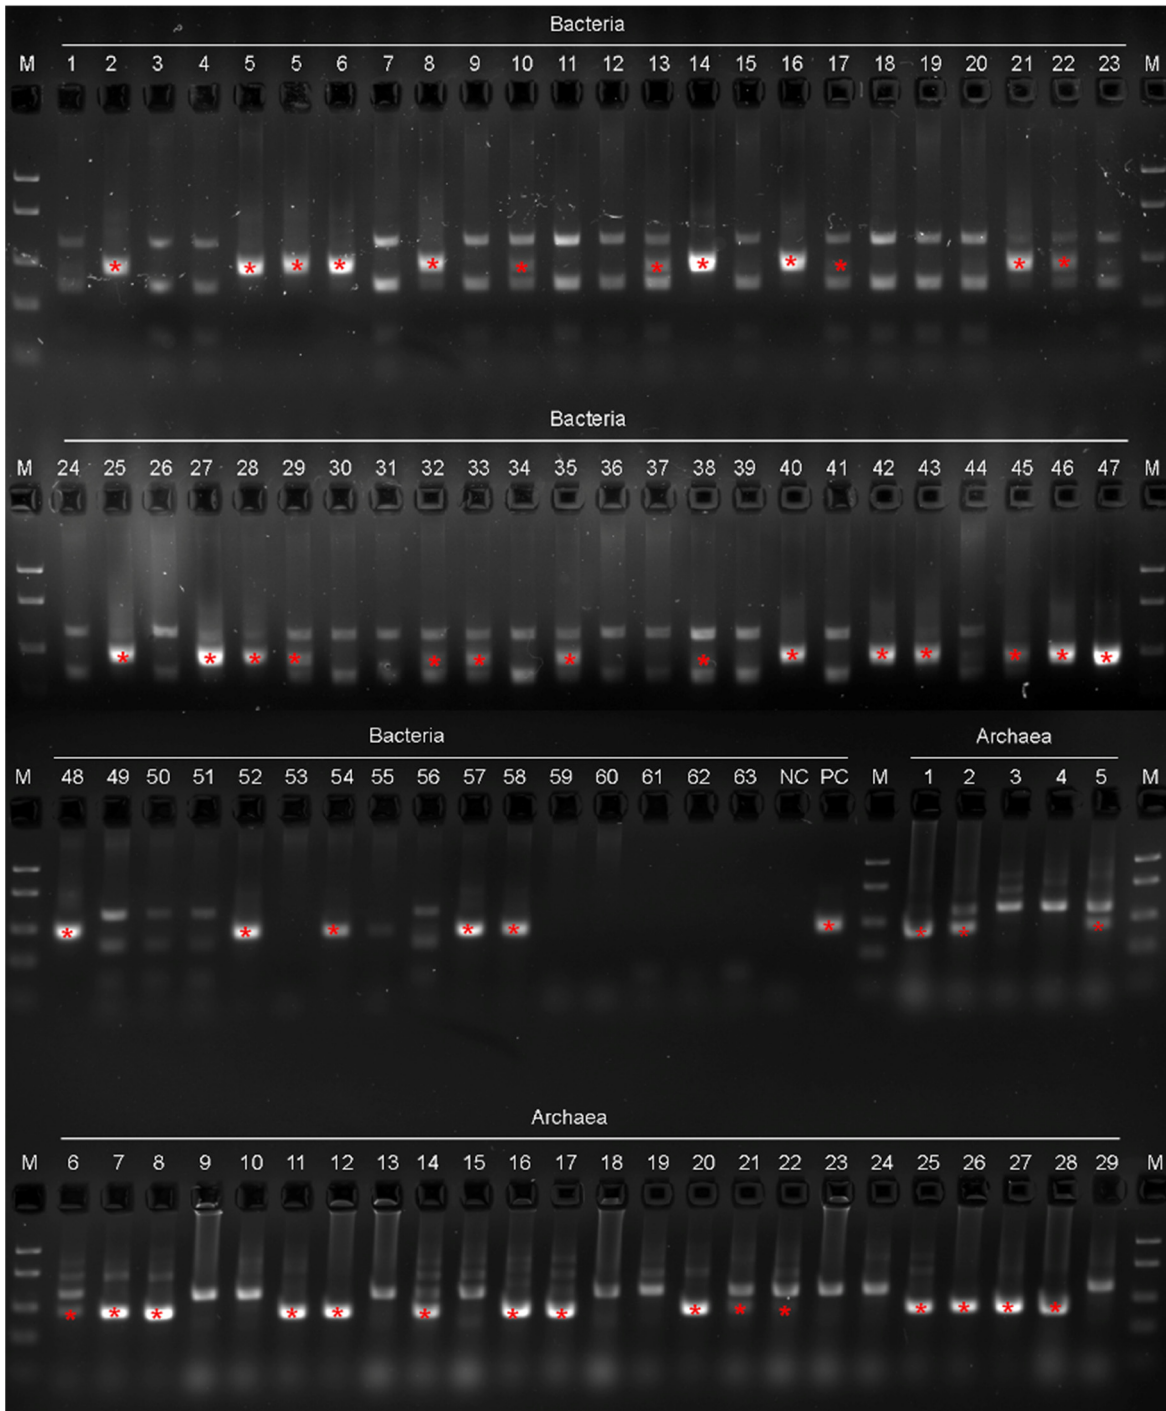 Bacteria
M 1 2 3 4 5 5 6 7 8 9 10 11 12 13 14 15 16 17 18 19 20 21 22 23 M
* * * * * * * * * * * * *
Bacteria
M 24 25 26 27 28 29 30 31 32 33 34 35 36 37 38 39 40 41 42 43 44 45 46 47 M
* * * * * * * * * * * * * *
Bacteria Archaea
M 48 49 50 51 52 53 54 55 56 57 58 59 60 61 62 63 NC PC M 1 2 3 4 5 M
* * * * * * * * *
Archaea
M 6 7 8 9 10 11 12 13 14 15 16 17 18 19 20 21 22 23 24 25 26 27 28 29 M
* * * * * * * * * * * * * * *